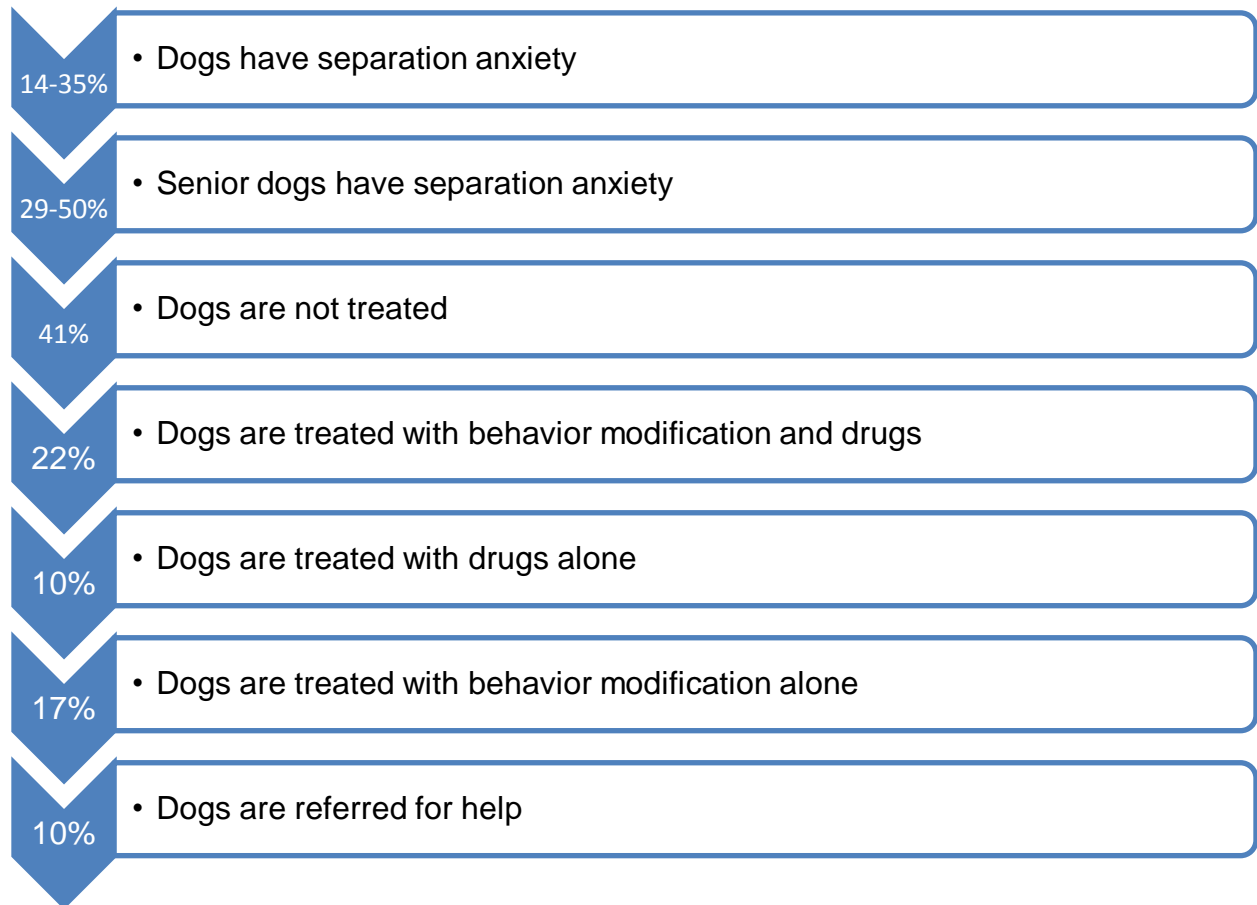 14-35%
• Dogs have separation anxiety
29-50%
• Senior dogs have separation anxiety
41%
• Dogs are not treated
22%
• Dogs are treated with behavior modification and drugs
10%
• Dogs are treated with drugs alone
17%
• Dogs are treated with behavior modification alone
10%
• Dogs are referred for help